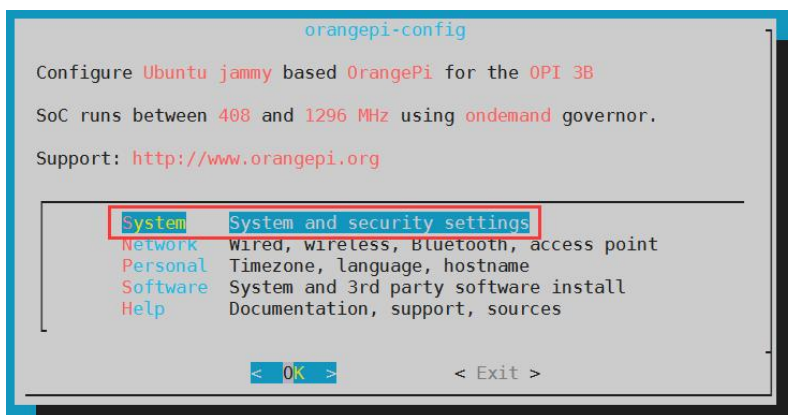 orangepi-config
Configure Ubuntu jammy based OrangePi for the OPI 3B
SoC runs between 408 and 1296 MHz using ondemand governor.
Support: http://www.orangepi.org
System System and security settings
Network Wired, wireless, Bluetooth, access point
Personal Timezone, language, hostname
Software System and 3rd party software install
Help Documentation, support, sources
< OK > < Exit >